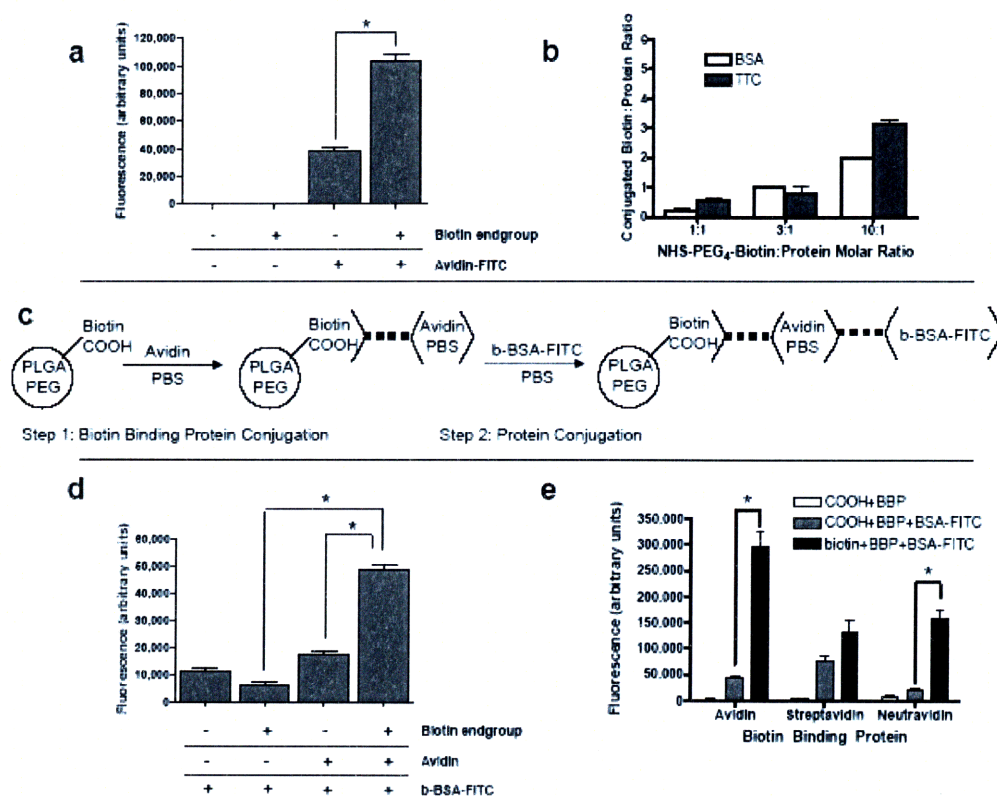 a
*
Fluorescence (arbitrary units)
120,000
100,000
80,000
60,000
40,000
20,000
0
- + - + Biotin endgroup
- - + + Avidin-FITC
b
Conjugated Biotin:Protein Ratio
6
5
4
3
2
1
0
BSA
TTC
1:1 3:1 10:1
NHS-PEG4-Biotin:Protein Molar Ratio
c
Biotin
COOH
PLGA
PEG
Avidin
PBS
Biotin
COOH
PLGA
PEG
Avidin
PBS
b-BSA-FITC
PBS
Biotin
COOH
PLGA
PEG
Avidin
PBS
b-BSA-FITC
Step 1: Biotin Binding Protein Conjugation
Step 2: Protein Conjugation
d
*
*
Fluorescence (arbitrary units)
80,000
70,000
60,000
50,000
40,000
30,000
20,000
10,000
0
- + - + Biotin endgroup
- - + + Avidin
+ + + + b-BSA-FITC
e
COOH+BBP
COOH+BBP+BSA-FITC
biotin+BBP+BSA-FITC
*
*
Fluorescence (arbitrary units)
350,000
300,000
250,000
200,000
150,000
100,000
50,000
0
Avidin Streptavidin Neutravidin
Biotin Binding Protein